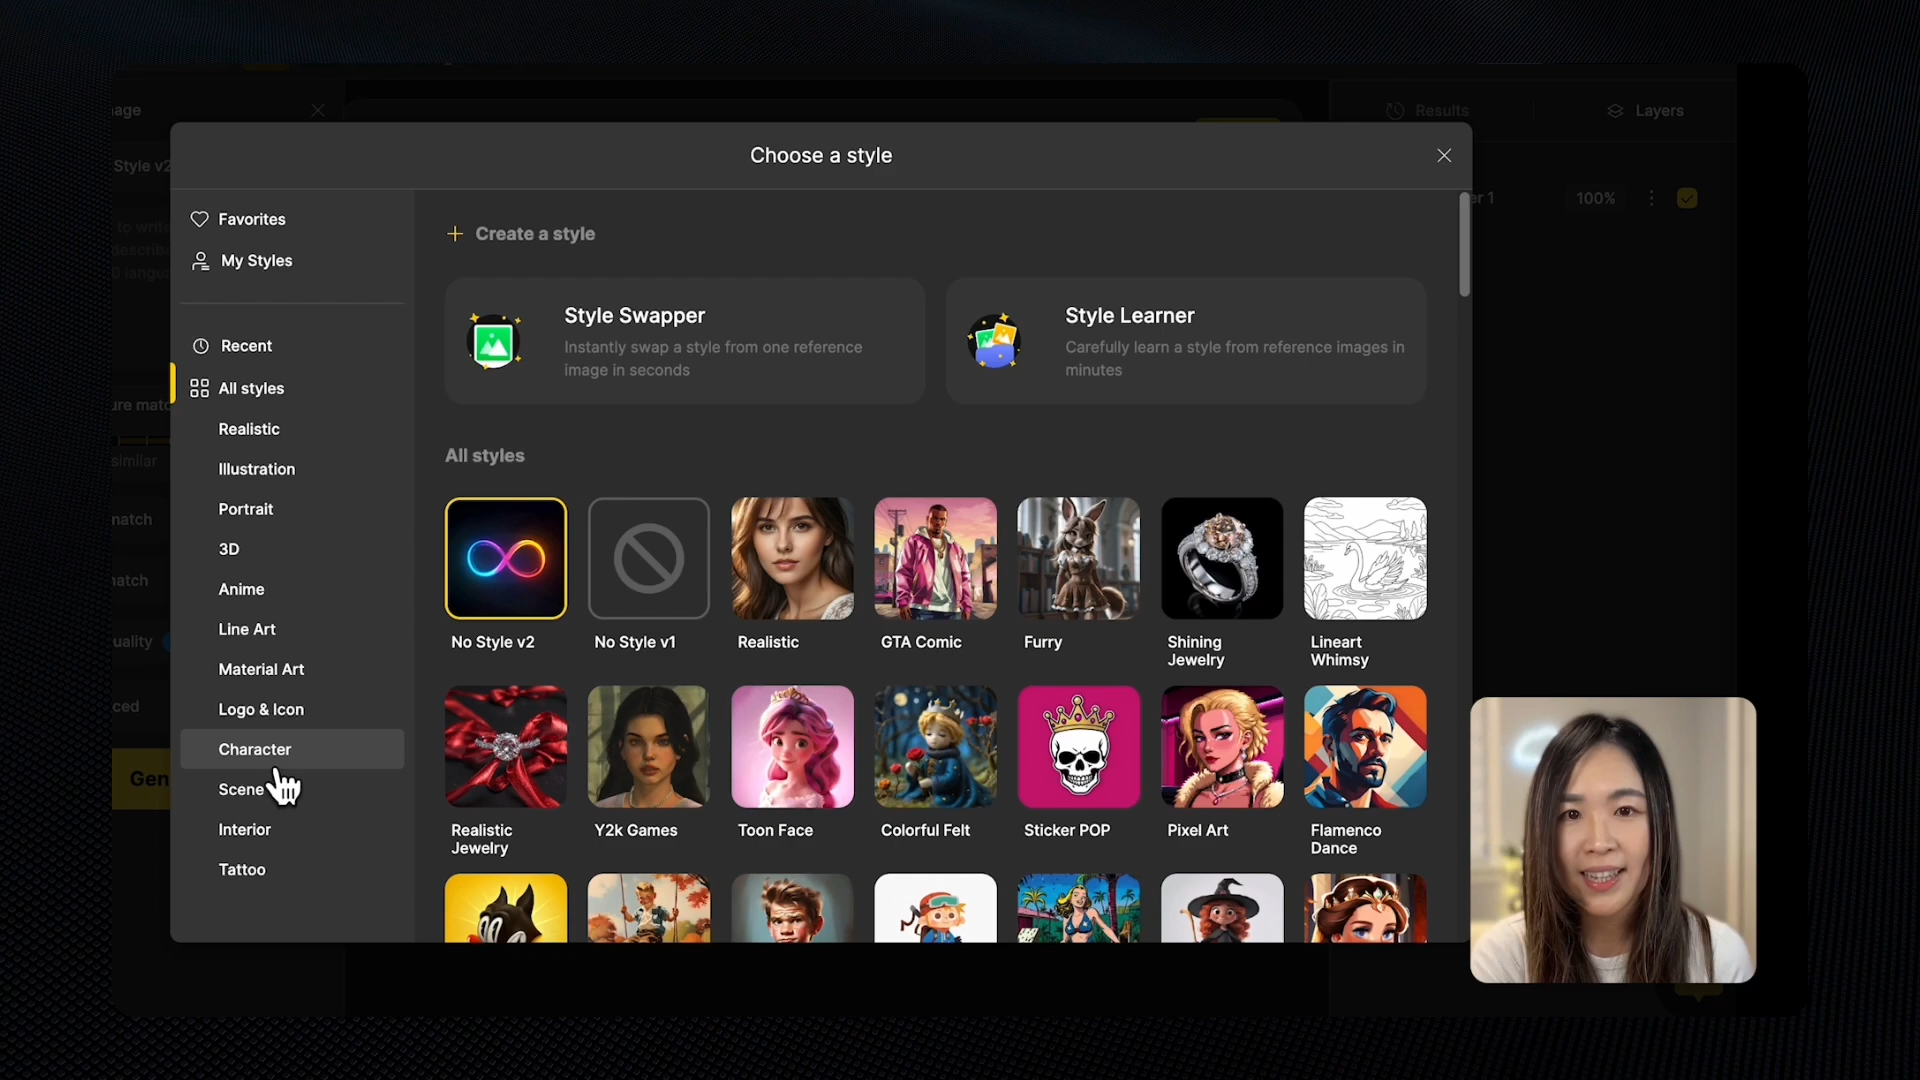 Choose a style
Results
Layers
Style v2
100%
Favorites
My Styles
Recent
All styles
Realistic
Illustration
Portrait
3D
Anime
Line Art
Material Art
Logo & Icon
Character
Scene
Interior
Tattoo
similar
Gen
Create a style
Style Swapper
Instantly swap a style from one reference
image in seconds
Style Learner
Carefully learn a style from reference images in
minutes
All styles
No Style v2
No Style v1
Realistic
GTA Comic
Furry
Shining
Jewelry
Lineart
Whimsy
Realistic
Jewelry
Y2k Games
Toon Face
Colorful Felt
Sticker POP
Pixel Art
Flamenco
Dance